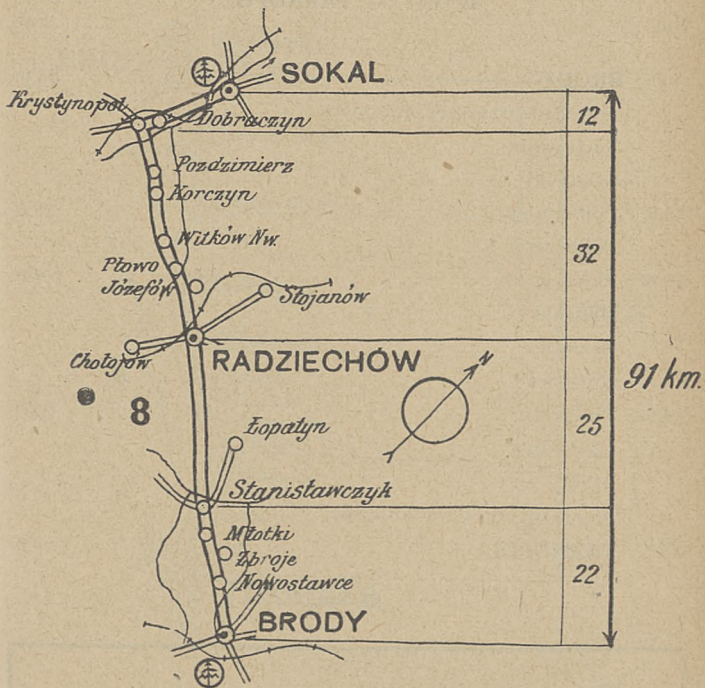 SOKAL
Krystynopol
Dobraczyn
12
Pozdzimierz
Korczyn
Witków Nw.
32
Ptowo
Józefów
Stojanów
N
Chołojów
RADZIECHÓW
91 km.
8
25
Łopatyn
Stanisławczyk
Młotki
Zbroje
22
Nowostawce
BRODY